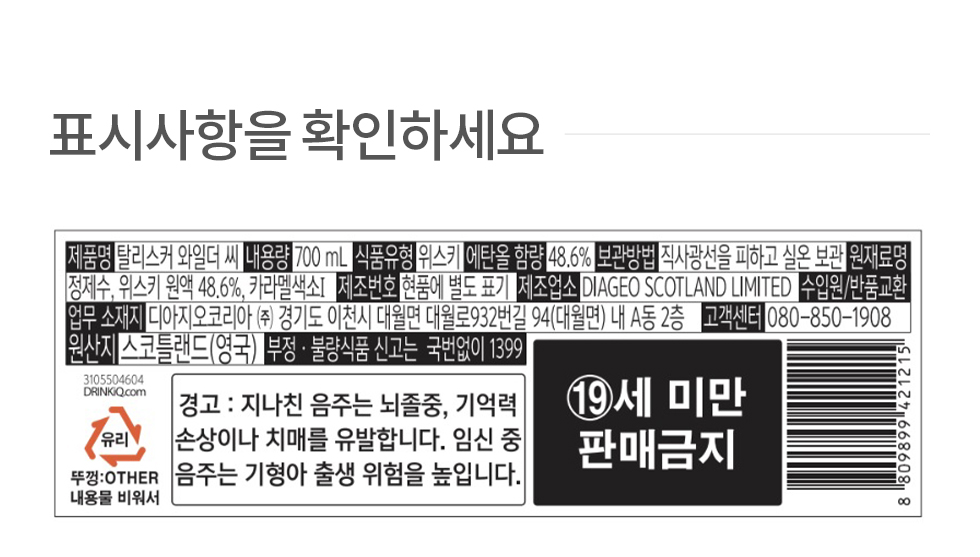 표시사항을 확인하세요
제품명 탈리스커 와일더 씨 내용량 700 mL 식품유형 위스키 에탄올 함량 48.6% 보관방법 직사광선을 피하고 실온 보관 원재료명
정제수, 위스키 원액 48.6%, 카라멜색소I 제조번호 현품에 별도 표기 제조업소 DIAGEO SCOTLAND LIMITED 수입원/반품교환
업무 소재지 디아지오코리아 ㈜ 경기도 이천시 대월면 대월로932번길 94(대월면) 내 A동 2층 고객센터 080-850-1908
원산지 스코틀랜드(영국) 부정·불량식품 신고는 국번없이 1399
3105504604
DRINKiQ.com
유리
뚜껑:OTHER
내용물 비워서
경고 : 지나친 음주는 뇌졸중, 기억력
손상이나 치매를 유발합니다. 임신 중
음주는 기형아 출생 위험을 높입니다.
⑲세 미만
판매금지
8 809899 421215